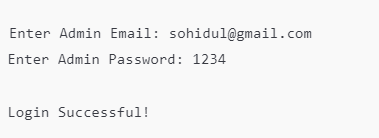 Enter Admin Email: sohidul@gmail.com
Enter Admin Password: 1234
Login Successful!